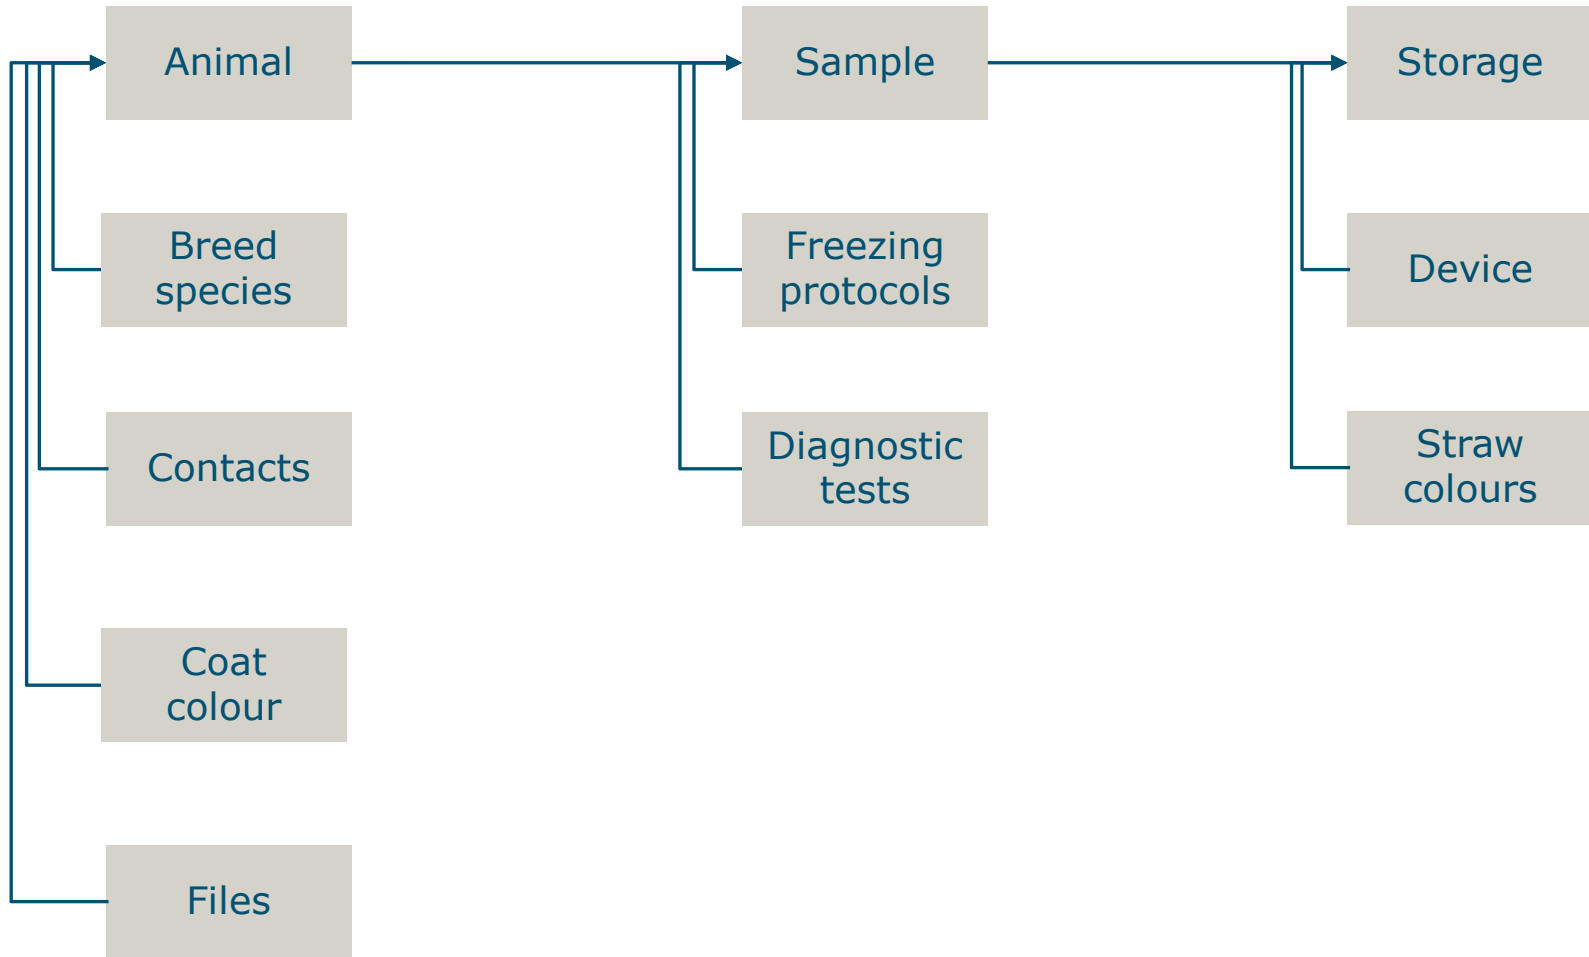 Animal
Sample
Storage
Breed
species
Freezing
protocols
Device
Contacts
Diagnostic
tests
Straw
colours
Coat
colour
Files